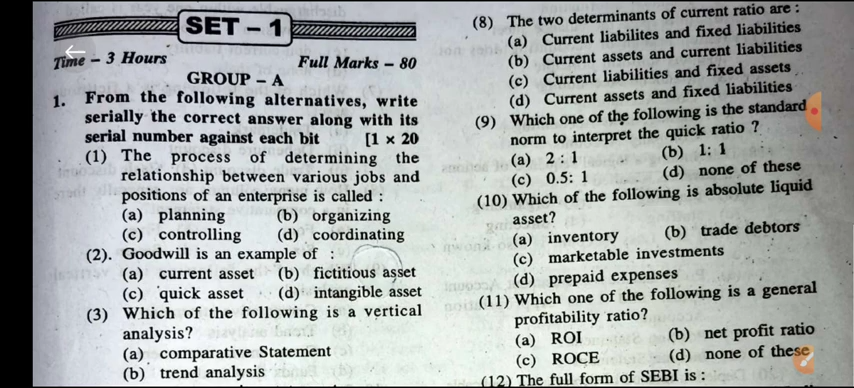 SET – 1
Time – 3 Hours Full Marks – 80
GROUP – A
1. From the following alternatives, write
serially the correct answer along with its
serial number against each bit [1 × 20
(1) The process of determining the
relationship between various jobs and
positions of an enterprise is called :
(a) planning (b) organizing
(c) controlling (d) coordinating
(2). Goodwill is an example of :
(a) current asset (b) fictitious asset
(c) quick asset (d) intangible asset
(3) Which of the following is a vertical
analysis?
(a) comparative Statement
(b) trend analysis
(8) The two determinants of current ratio are :
(a) Current liabilites and fixed liabilities
(b) Current assets and current liabilities
(c) Current liabilities and fixed assets
(d) Current assets and fixed liabilities
(9) Which one of the following is the standard
norm to interpret the quick ratio ?
(a) 2 : 1 (b) 1: 1
(c) 0.5: 1 (d) none of these
(10) Which of the following is absolute liquid
asset?
(a) inventory (b) trade debtors
(c) marketable investments
(d) prepaid expenses
(11) Which one of the following is a general
profitability ratio?
(a) ROI (b) net profit ratio
(c) ROCE (d) none of these
(12) The full form of SEBI is :